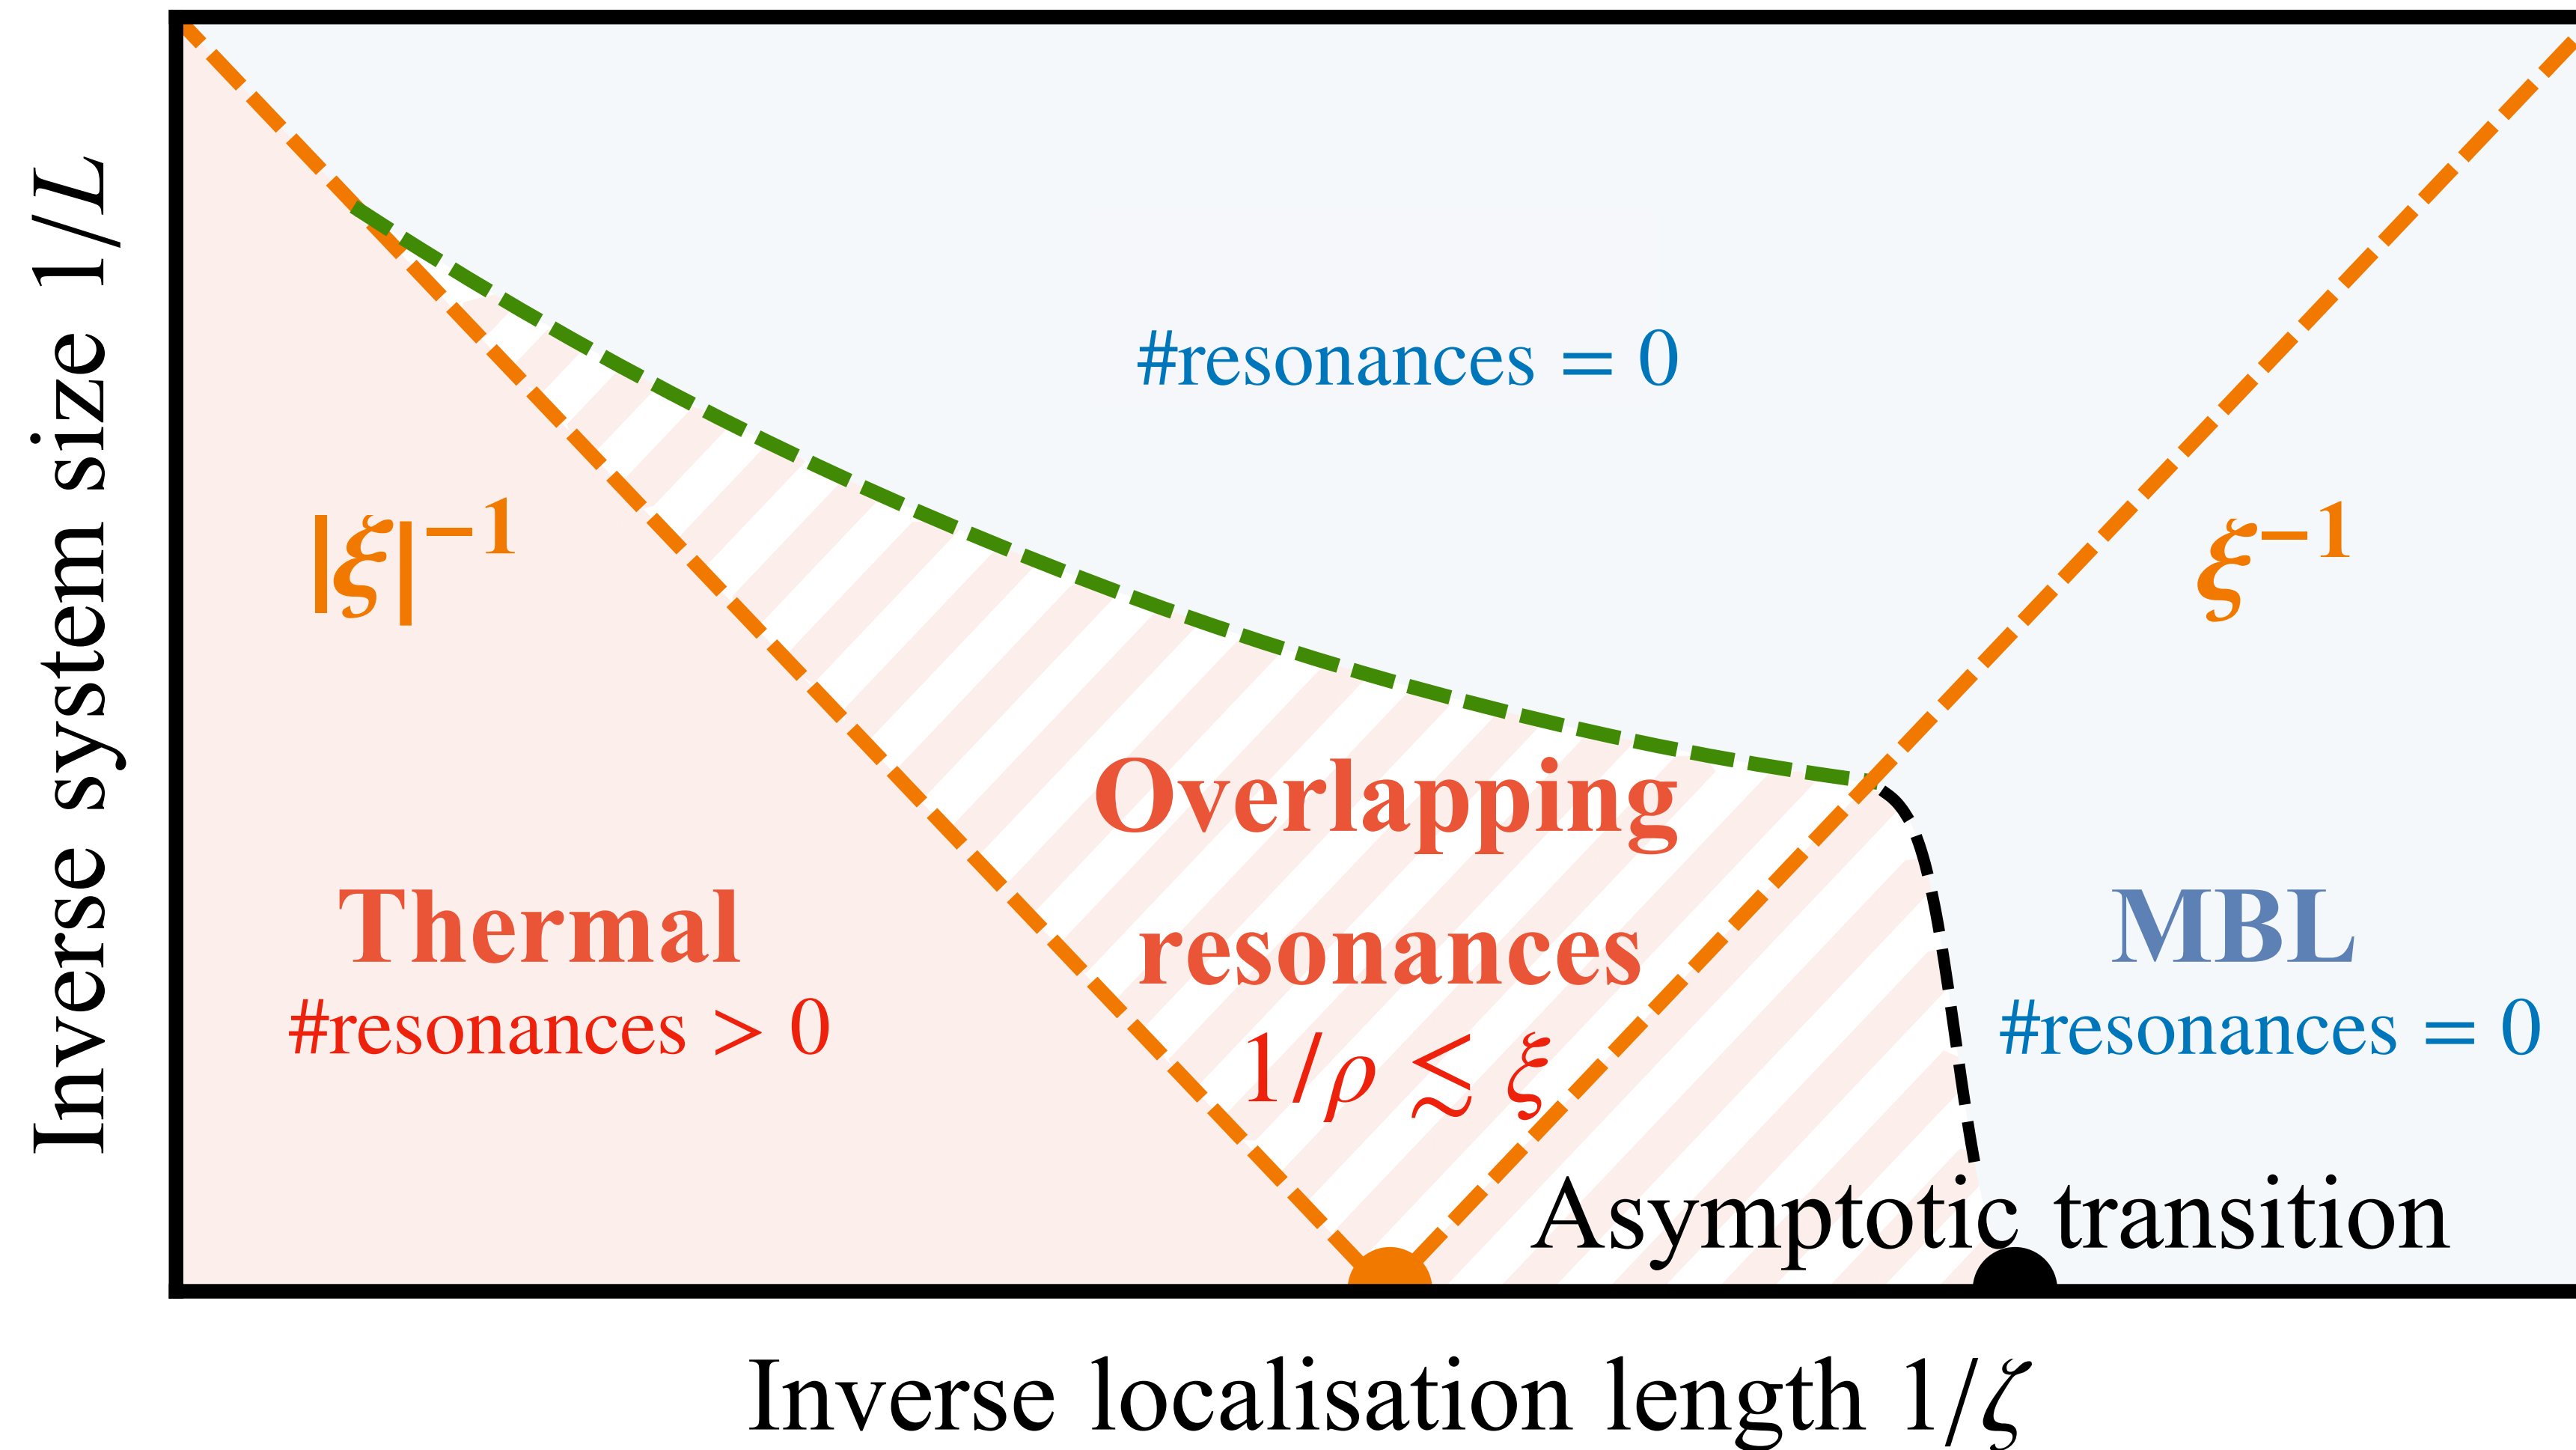 Inverse system size 1/L
#resonances = 0
|ξ|⁻¹
ξ⁻¹
Overlapping
resonances
1/ρ ≲ ξ
Thermal
#resonances > 0
MBL
#resonances = 0
Asymptotic transition
Inverse localisation length 1/ζ